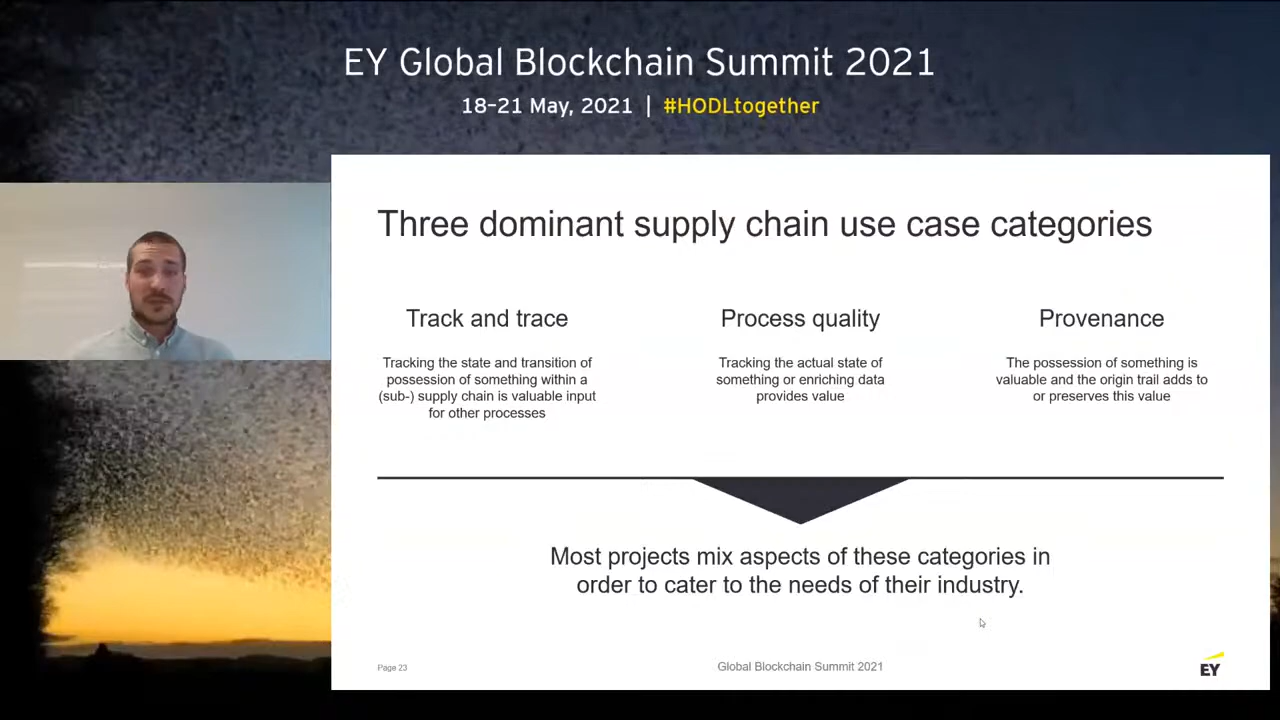 EY Global Blockchain Summit 2021
18–21 May, 2021 | #HODLtogether
Three dominant supply chain use case categories
Track and trace
Tracking the state and transition of
possession of something within a
(sub-) supply chain is valuable input
for other processes
Process quality
Tracking the actual state of
something or enriching data
provides value
Provenance
The possession of something is
valuable and the origin trail adds to
or preserves this value
Most projects mix aspects of these categories in
order to cater to the needs of their industry.
Page 23
Global Blockchain Summit 2021
EY